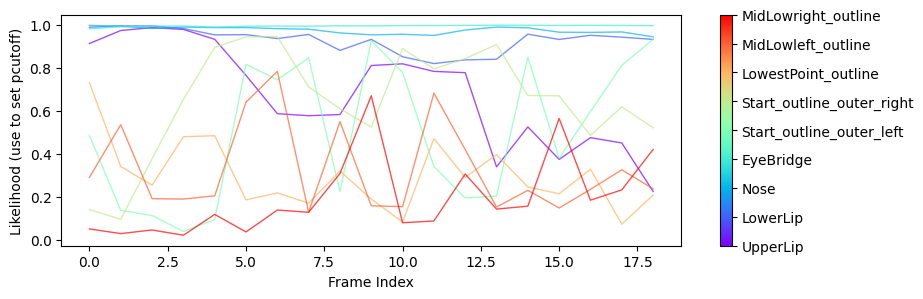 Likelihood (use to set pcutoff)
1.0
0.8
0.6
0.4
0.2
0.0
0.0
2.5
5.0
7.5
10.0
12.5
15.0
17.5
Frame Index
MidLowright_outline
MidLowleft_outline
LowestPoint_outline
Start_outline_outer_right
Start_outline_outer_left
EyeBridge
Nose
LowerLip
UpperLip